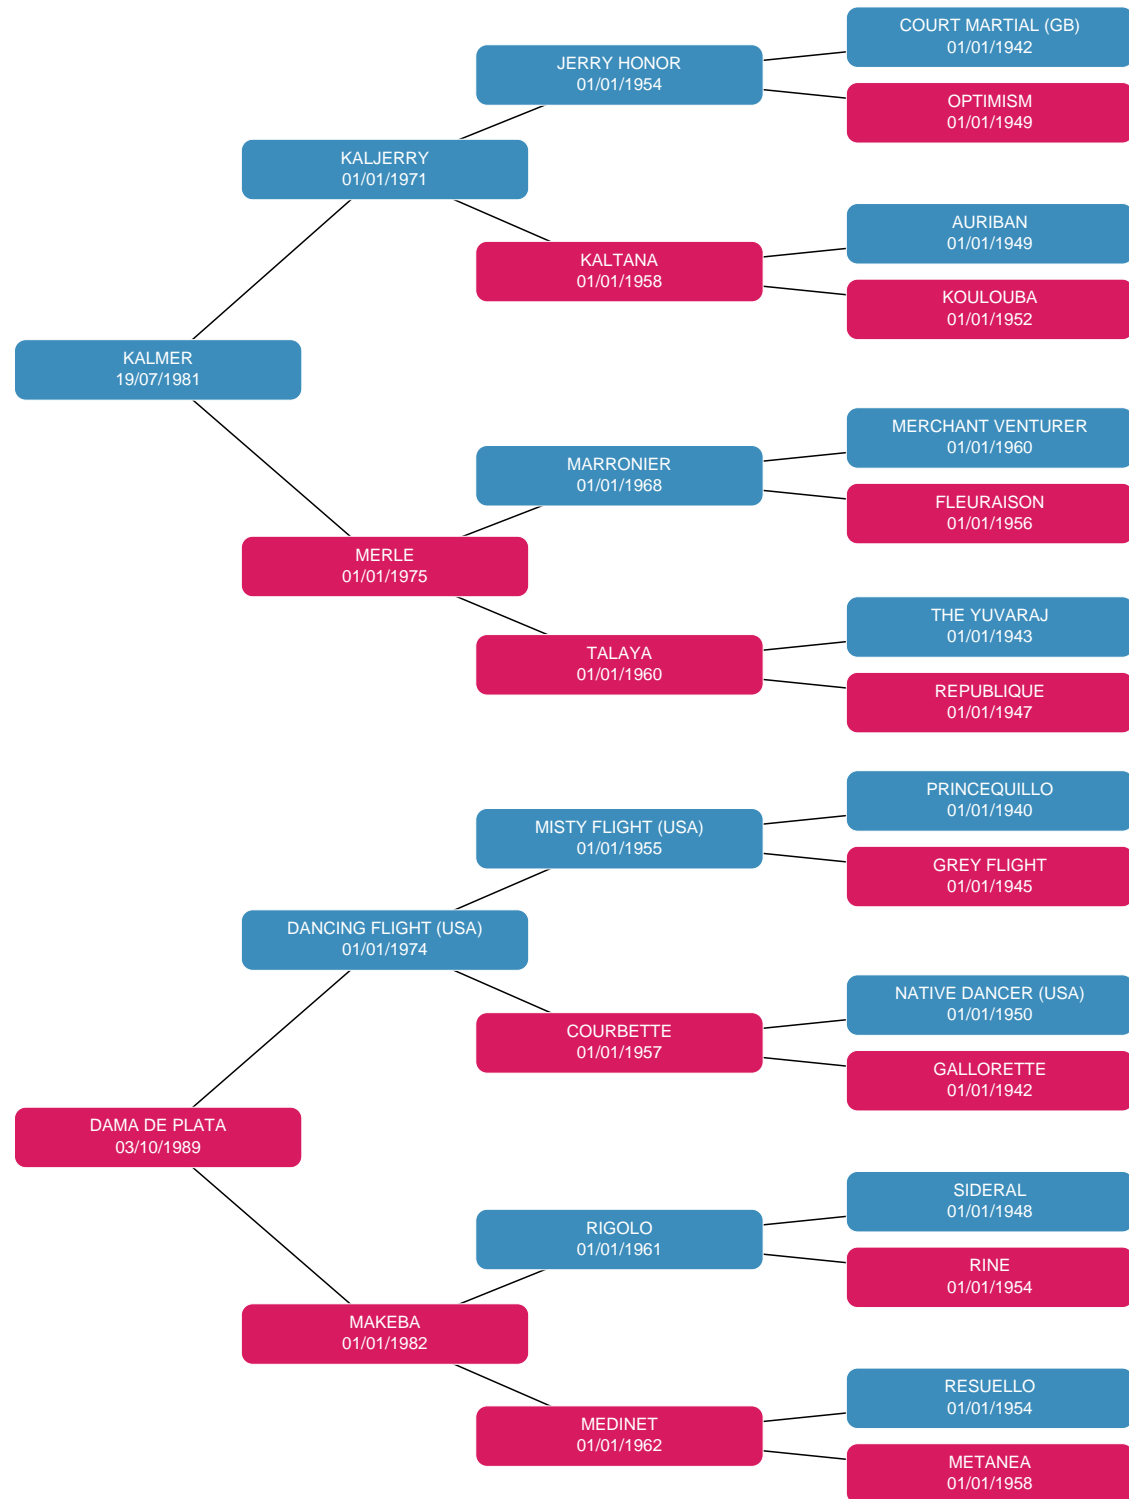 COURT MARTIAL (GB)
01/01/1942
JERRY HONOR
01/01/1954
OPTIMISM
01/01/1949
KALJERRY
01/01/1971
AURIBAN
01/01/1949
KALTANA
01/01/1958
KOULOUBA
01/01/1952
KALMER
19/07/1981
MERCHANT VENTURER
01/01/1960
MARRONIER
01/01/1968
FLEURAISON
01/01/1956
MERLE
01/01/1975
THE YUVARAJ
01/01/1943
TALAYA
01/01/1960
REPUBLIQUE
01/01/1947
PRINCEQUILLO
01/01/1940
MISTY FLIGHT (USA)
01/01/1955
GREY FLIGHT
01/01/1945
DANCING FLIGHT (USA)
01/01/1974
NATIVE DANCER (USA)
01/01/1950
COURBETTE
01/01/1957
GALLORETTE
01/01/1942
DAMA DE PLATA
03/10/1989
SIDERAL
01/01/1948
RIGOLO
01/01/1961
RINE
01/01/1954
MAKEBA
01/01/1982
RESUELLO
01/01/1954
MEDINET
01/01/1962
METANEA
01/01/1958